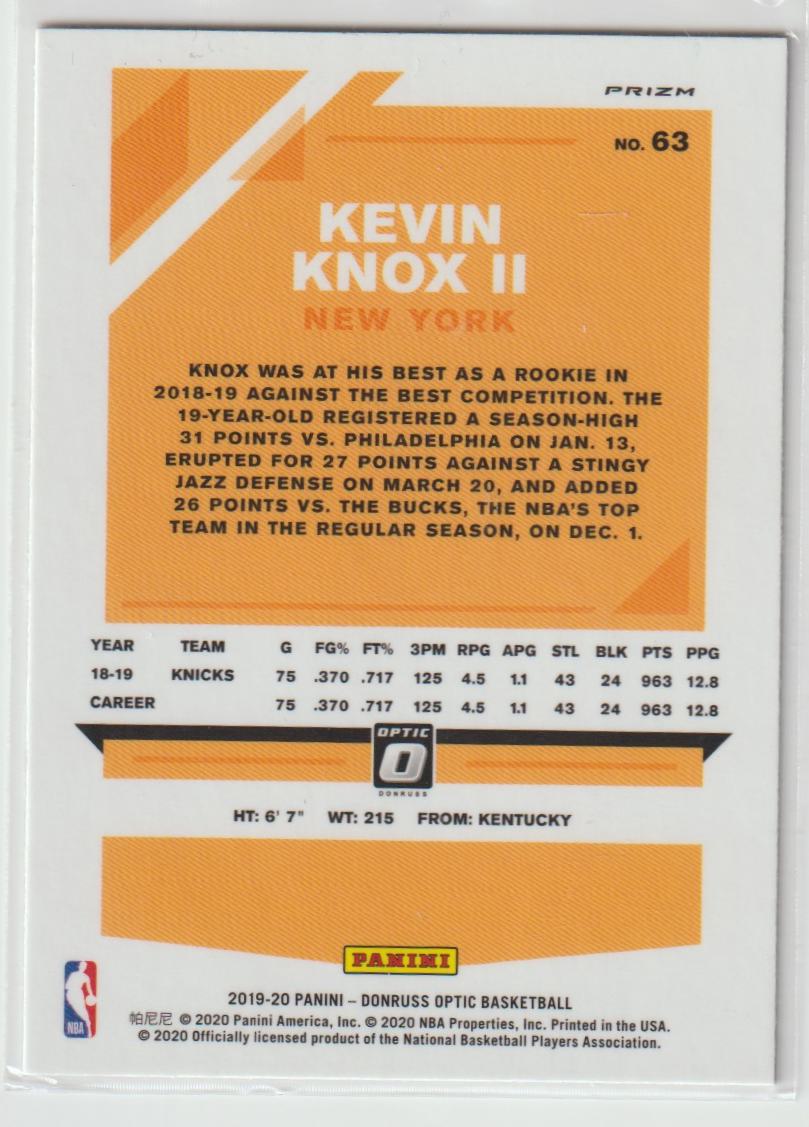 PRIZM
NO. 63
KEVIN
KNOX II
NEW YORK
KNOX WAS AT HIS BEST AS A ROOKIE IN
2018-19 AGAINST THE BEST COMPETITION. THE
19-YEAR-OLD REGISTERED A SEASON-HIGH
31 POINTS VS. PHILADELPHIA ON JAN. 13,
ERUPTED FOR 27 POINTS AGAINST A STINGY
JAZZ DEFENSE ON MARCH 20, AND ADDED
26 POINTS VS. THE BUCKS, THE NBA'S TOP
TEAM IN THE REGULAR SEASON, ON DEC. 1.
YEAR TEAM G FG% FT% 3PM RPG APG STL BLK PTS PPG
18-19 KNICKS 75 .370 .717 125 4.5 1.1 43 24 963 12.8
CAREER 75 .370 .717 125 4.5 1.1 43 24 963 12.8
OPTIC
O
DONRUSS
HT: 6' 7" WT: 215 FROM: KENTUCKY
PANINI
NBA
2019-20 PANINI – DONRUSS OPTIC BASKETBALL
帕尼尼 © 2020 Panini America, Inc. © 2020 NBA Properties, Inc. Printed in the USA.
© 2020 Officially licensed product of the National Basketball Players Association.